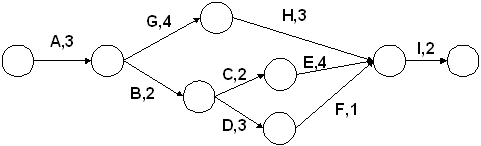 G,4
H,3
A,3
E,4
I,2
C,2
B,2
D,3
F,1